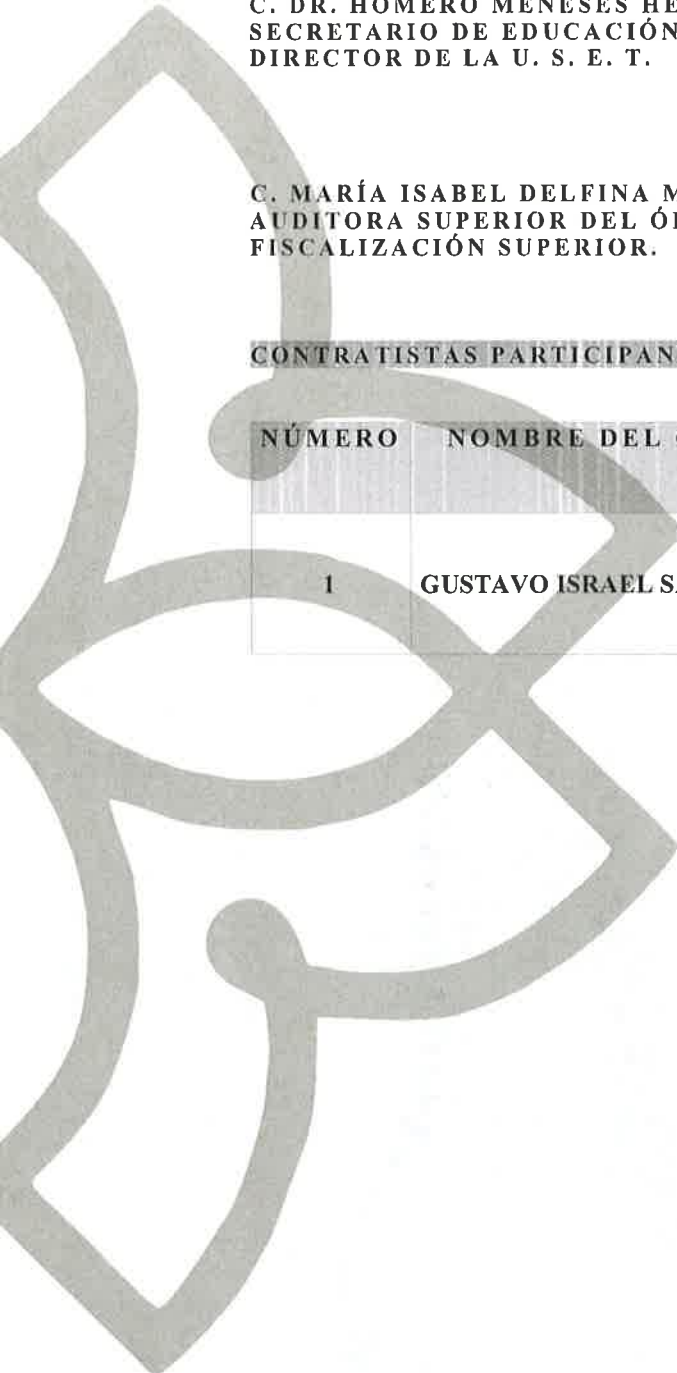 C. DR. HOMERO MENESES HE
SECRETARIO DE EDUCACIÓN
DIRECTOR DE LA U. S. E. T.
C. MARÍA ISABEL DELFINA M
AUDITORA SUPERIOR DEL ÓR
FISCALIZACIÓN SUPERIOR.
CONTRATISTAS PARTICIPAN
NÚMERO NOMBRE DEL
1 GUSTAVO ISRAEL SA